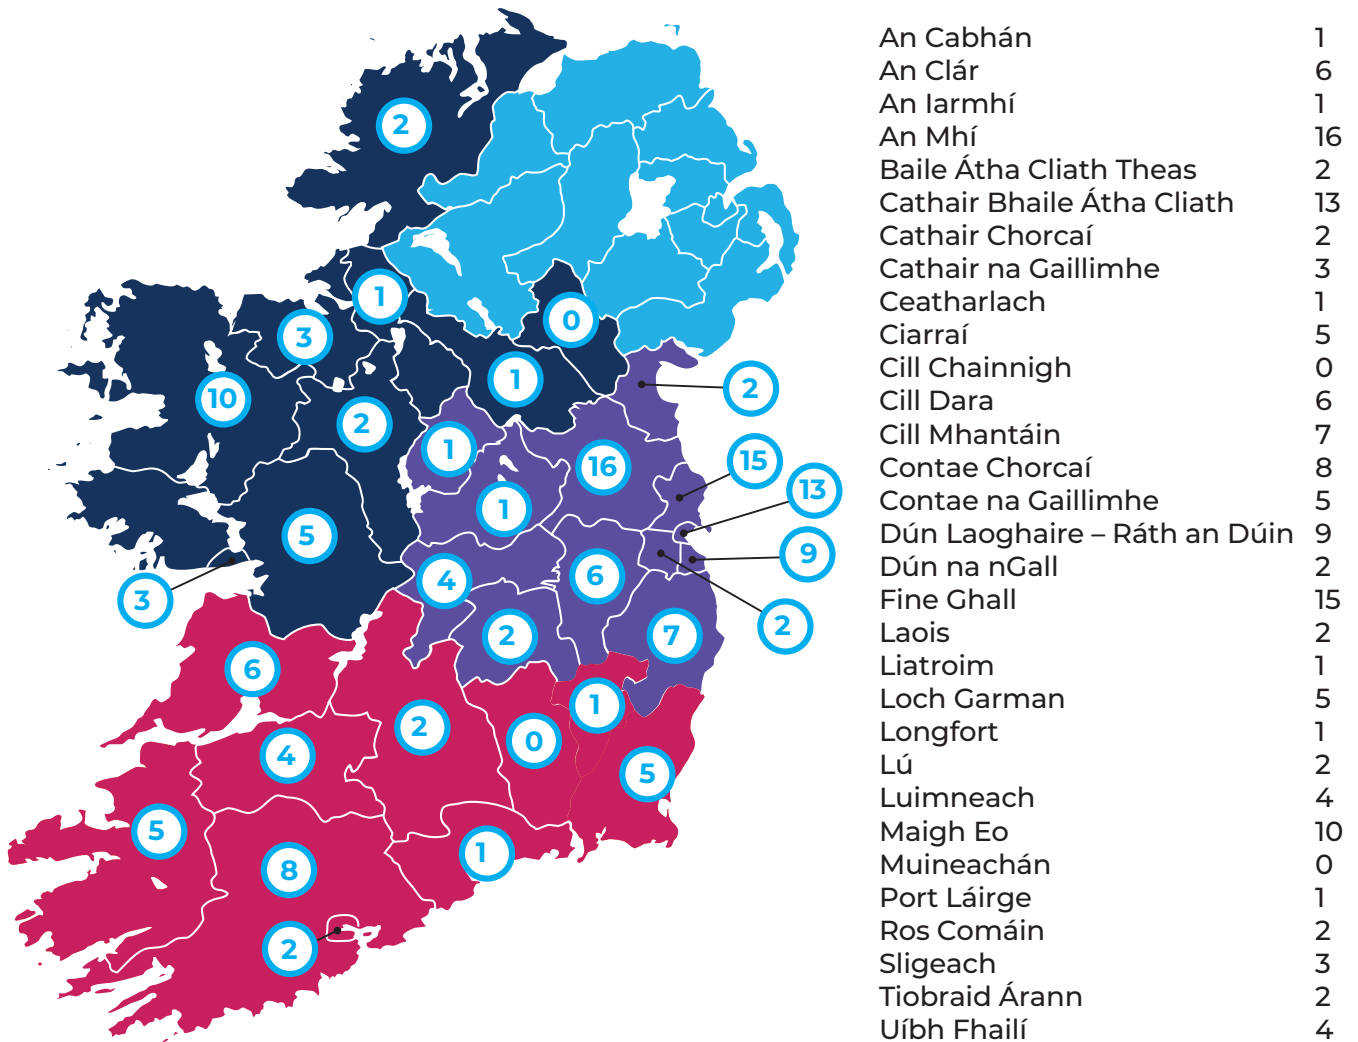 2
1
3
0
1
10
2
2
1
16
15
13
1
5
9
4
6
3
2
2
7
6
1
2
0
4
5
5
1
8
2
An Cabhán 1
An Clár 6
An Iarmhí 1
An Mhí 16
Baile Átha Cliath Theas 2
Cathair Bhaile Átha Cliath 13
Cathair Chorcaí 2
Cathair na Gaillimhe 3
Ceatharlach 1
Ciarraí 5
Cill Chainnigh 0
Cill Dara 6
Cill Mhantáin 7
Contae Chorcaí 8
Contae na Gaillimhe 5
Dún Laoghaire – Ráth an Dúin 9
Dún na nGall 2
Fine Ghall 15
Laois 2
Liatroim 1
Loch Garman 5
Longfort 1
Lú 2
Luimneach 4
Maigh Eo 10
Muineachán 0
Port Láirge 1
Ros Comáin 2
Sligeach 3
Tiobraid Árann 2
Uíbh Fhailí 4